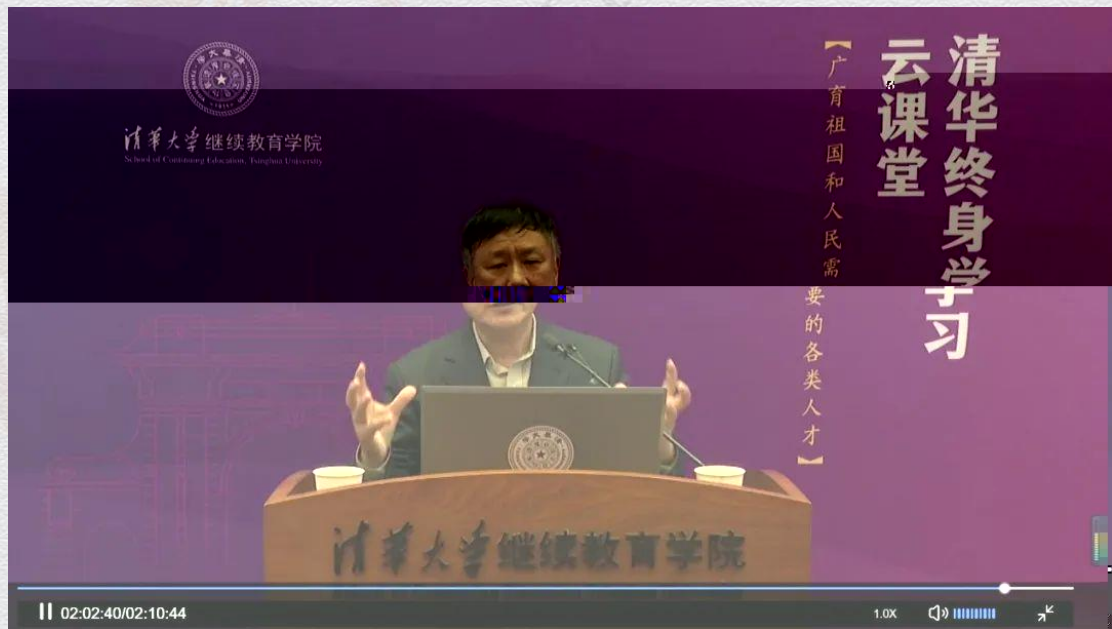 清华大学继续教育学院
School of Continuing Education, Tsinghua University
清华终身学习
云课堂
【广育祖国和人民需要的各类人才】
清华大学继续教育学院
02:02:40/02:10:44
1.0X